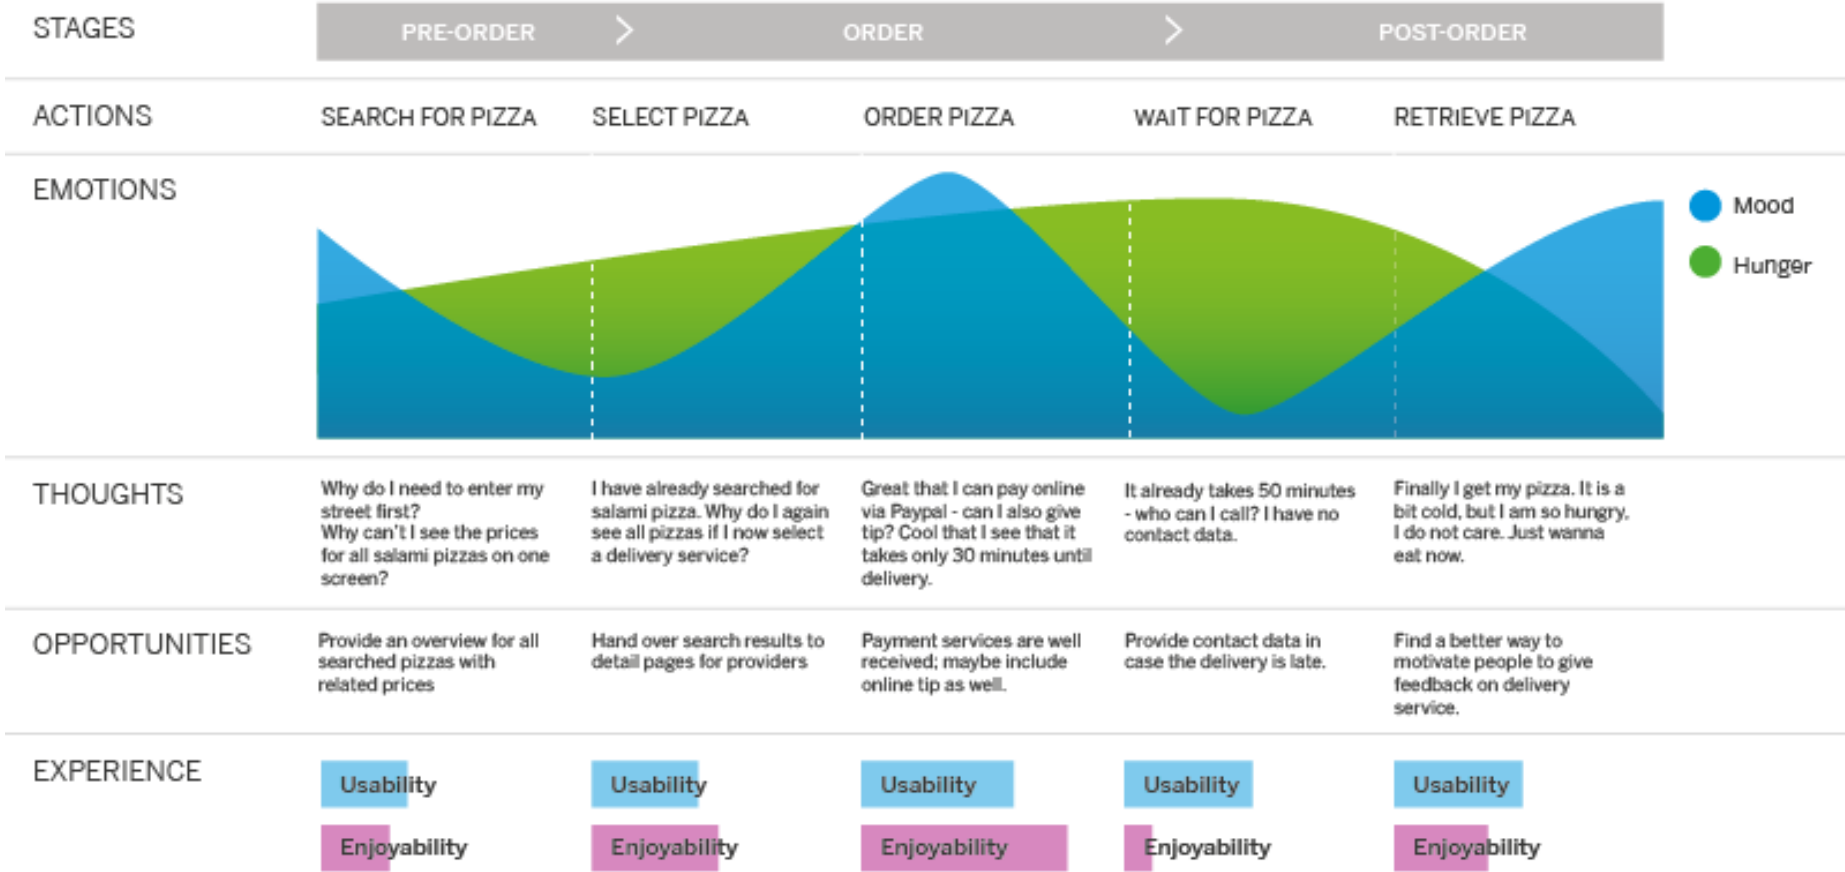 STAGES
PRE-ORDER > ORDER > POST-ORDER
ACTIONS
SEARCH FOR PIZZA
SELECT PIZZA
ORDER PIZZA
WAIT FOR PIZZA
RETRIEVE PIZZA
EMOTIONS
Mood
Hunger
THOUGHTS
Why do I need to enter my
street first?
Why can't I see the prices
for all salami pizzas on one
screen?
I have already searched for
salami pizza. Why do I again
see all pizzas if I now select
a delivery service?
Great that I can pay online
via Paypal - can I also give
tip? Cool that I see that it
takes only 30 minutes until
delivery.
It already takes 50 minutes
- who can I call? I have no
contact data.
Finally I get my pizza. It is a
bit cold, but I am so hungry,
I do not care. Just wanna
eat now.
OPPORTUNITIES
Provide an overview for all
searched pizzas with
related prices
Hand over search results to
detail pages for providers
Payment services are well
received; maybe include
online tip as well.
Provide contact data in
case the delivery is late.
Find a better way to
motivate people to give
feedback on delivery
service.
EXPERIENCE
Usability
Enjoyability
Usability
Enjoyability
Usability
Enjoyability
Usability
Enjoyability
Usability
Enjoyability